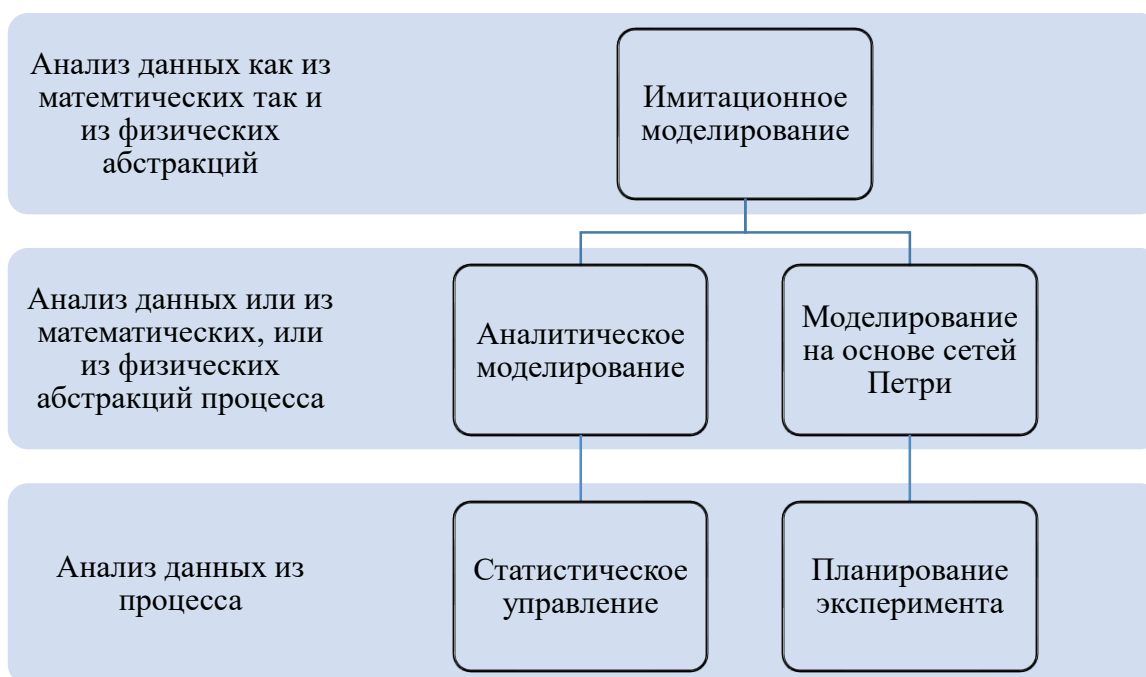 Анализ данных как из
матемтических так и
из физических
абстракций
Имитационное
моделирование
Анализ данных или из
математических, или
из физических
абстракций процесса
Аналитическое
моделирование
Моделирование
на основе сетей
Петри
Анализ данных из
процесса
Статистическое
управление
Планирование
эксперимента